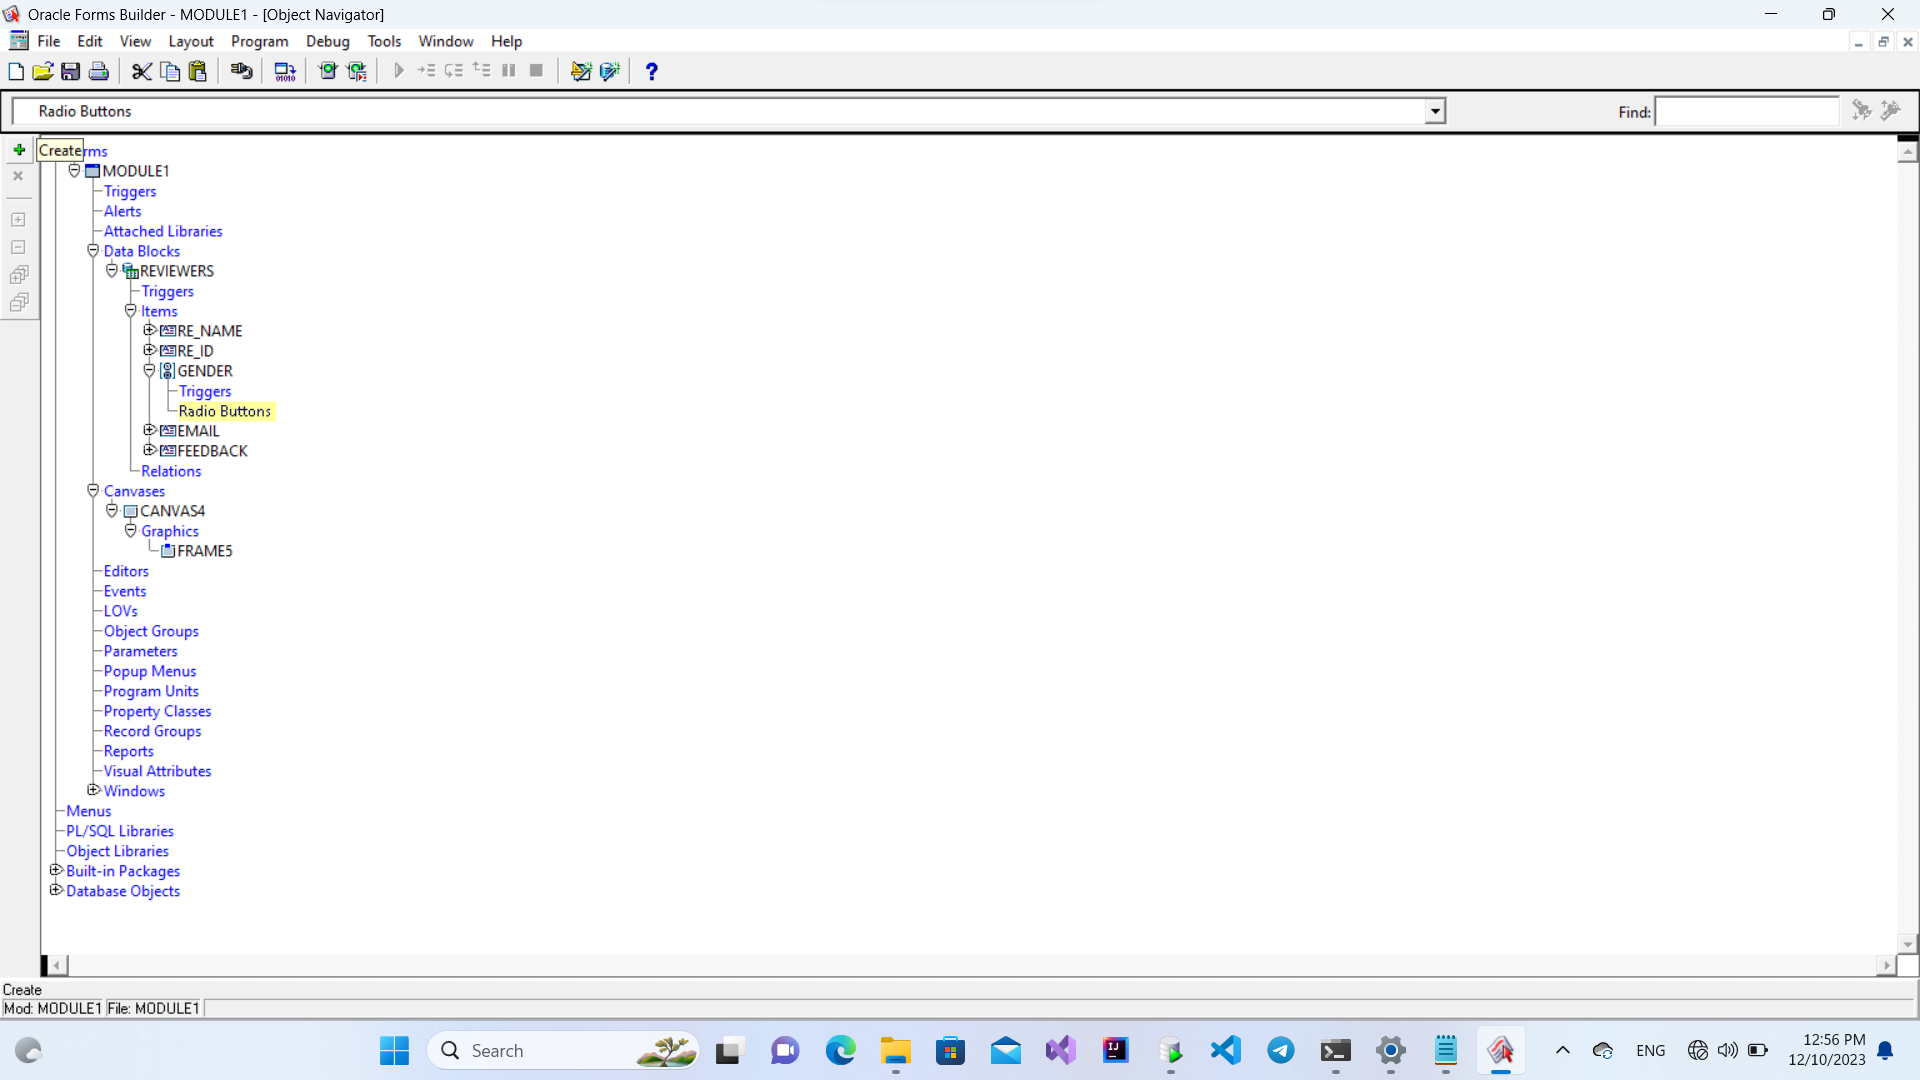 Oracle Forms Builder - MODULE1 - [Object Navigator]
File Edit View Layout Program Debug Tools Window Help
Radio Buttons
Find:
Create
rms
MODULE1
Triggers
Alerts
Attached Libraries
Data Blocks
REVIEWERS
Triggers
Items
RE_NAME
RE_ID
GENDER
Triggers
Radio Buttons
EMAIL
FEEDBACK
Relations
Canvases
CANVAS4
Graphics
FRAME5
Editors
Events
LOVs
Object Groups
Parameters
Popup Menus
Program Units
Property Classes
Record Groups
Reports
Visual Attributes
Windows
Menus
PL/SQL Libraries
Object Libraries
Built-in Packages
Database Objects
Create
Mod: MODULE1 File: MODULE1
Search
ENG
12:56 PM
12/10/2023